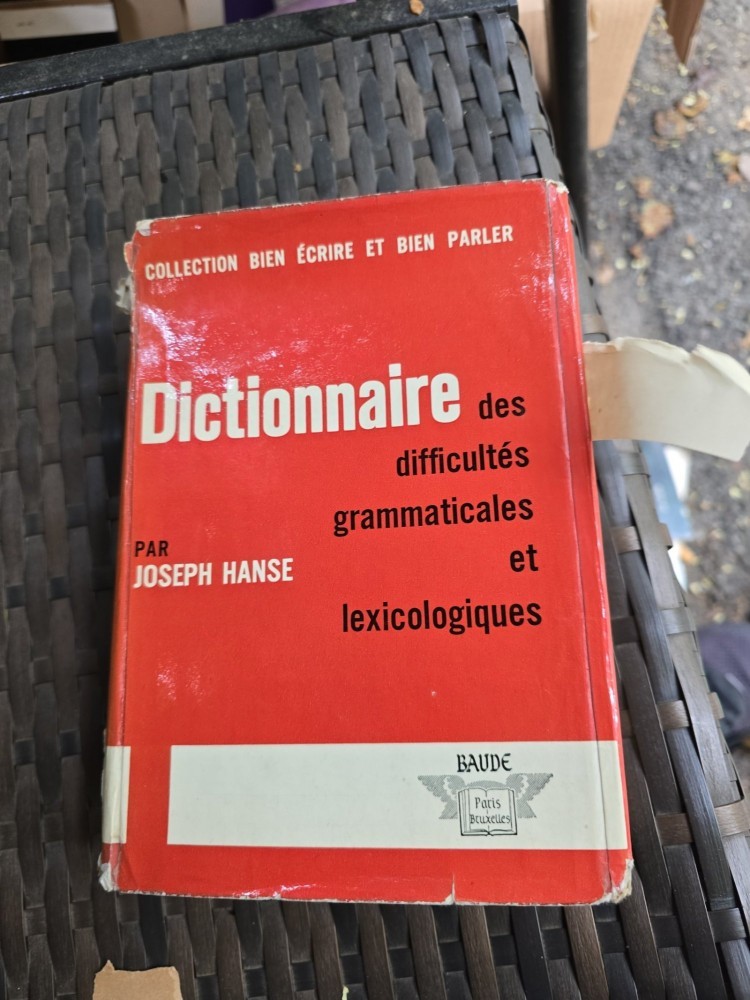 COLLECTION BIEN ÉCRIRE ET BIEN PARLER
Dictionnaire des
difficultés
grammaticales
et
lexicologiques
PAR
JOSEPH HANSE
BAUDE
Paris
Bruxelles